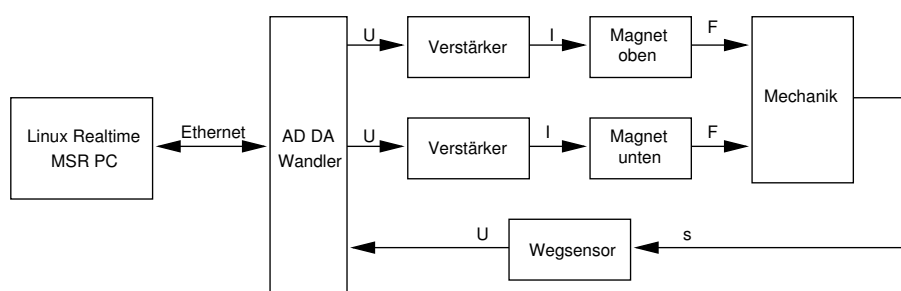 Linux Realtime
MSR PC
Ethernet
AD DA
Wandler
U
Verstärker
I
Magnet
oben
F
U
Verstärker
I
Magnet
unten
F
Mechanik
U
Wegsensor
s